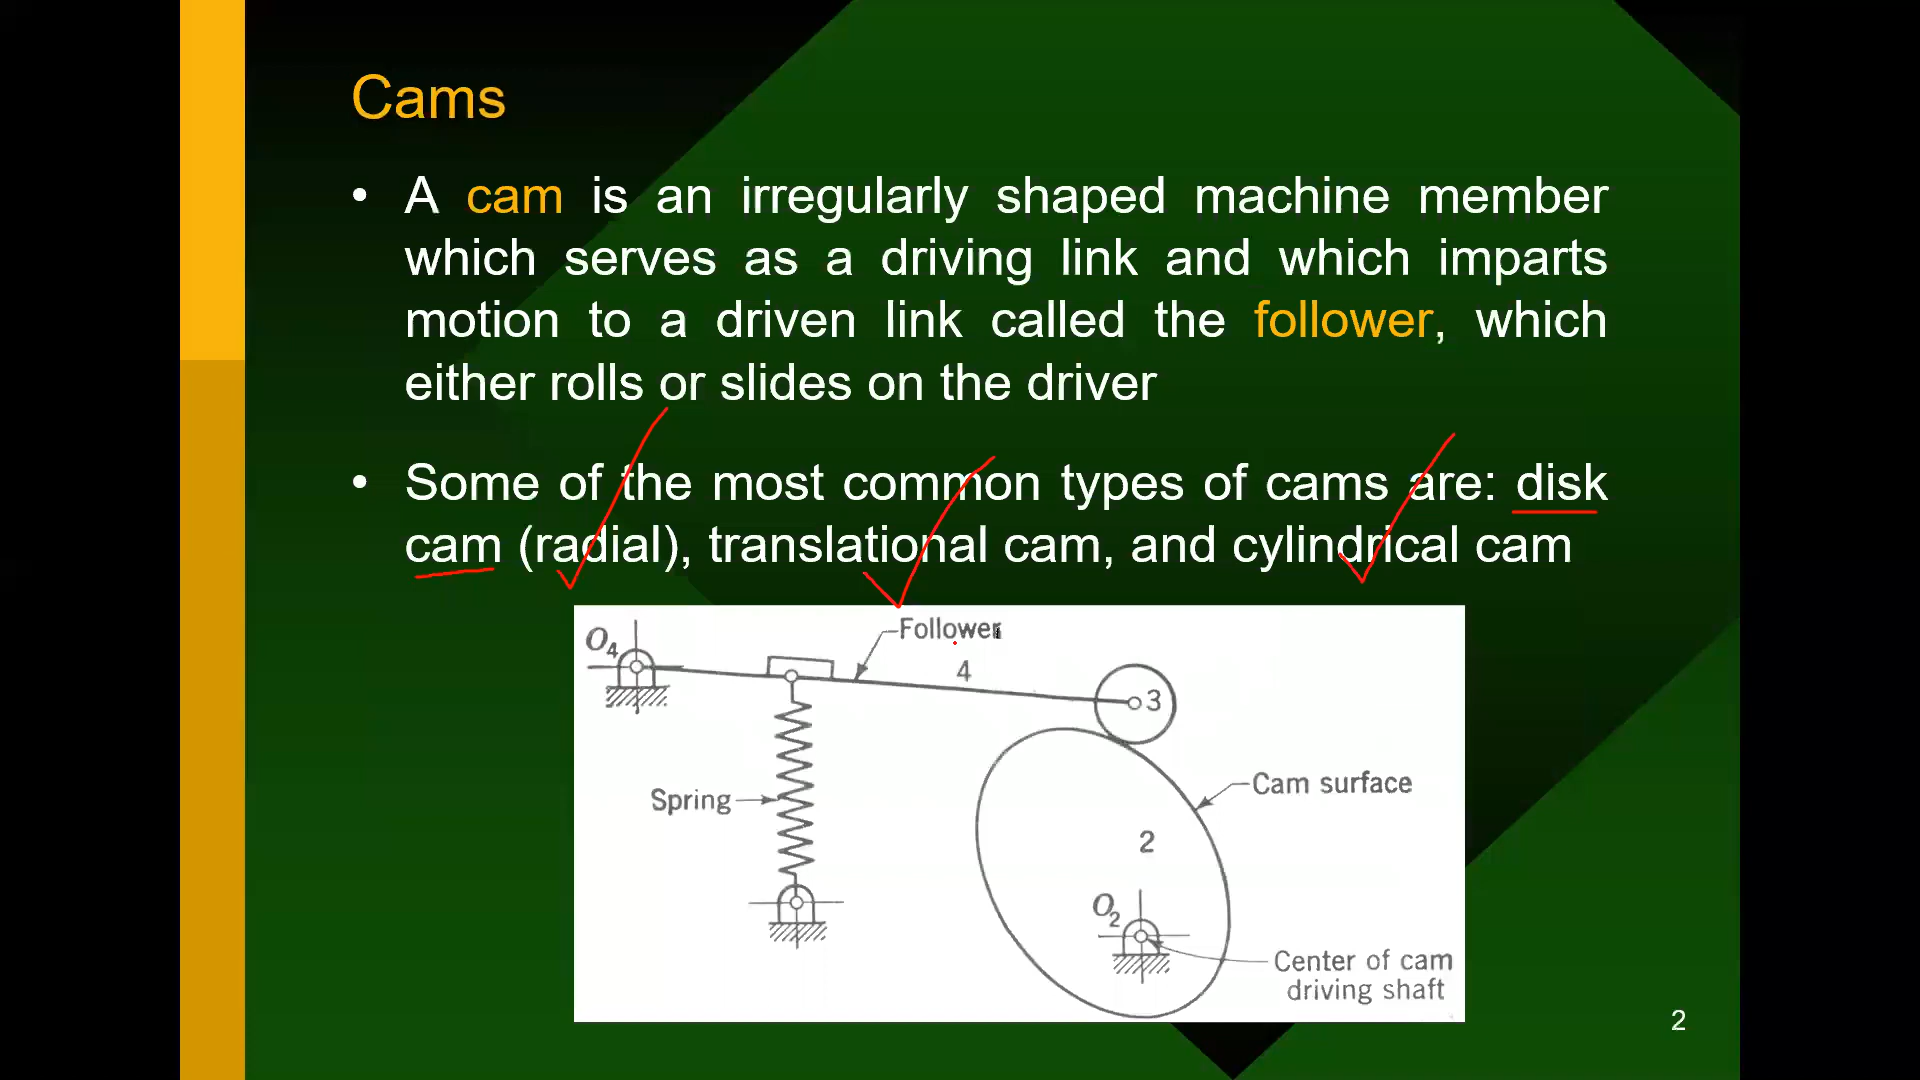 Cams
• A cam is an irregularly shaped machine member
which serves as a driving link and which imparts
motion to a driven link called the follower, which
either rolls or slides on the driver
• Some of the most common types of cams are: disk
cam (radial), translational cam, and cylindrical cam
O4
Follower
4
3
Spring
Cam surface
2
O2
Center of cam
driving shaft
2